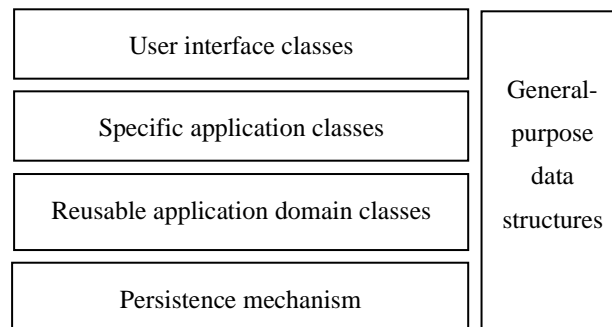 User interface classes
Specific application classes
Reusable application domain classes
Persistence mechanism
General-
purpose
data
structures